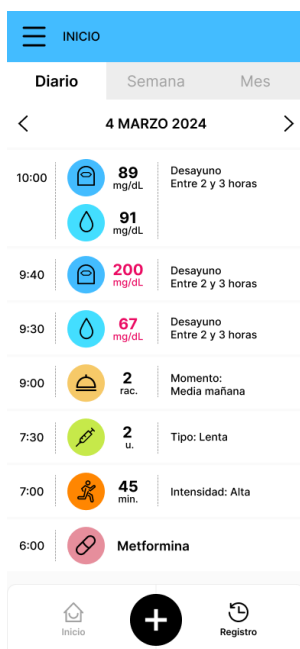 INICIO
Diario Semana Mes
4 MARZO 2024
10:00
89
mg/dL
Desayuno
Entre 2 y 3 horas
91
mg/dL
9:40
200
mg/dL
Desayuno
Entre 2 y 3 horas
9:30
67
mg/dL
Desayuno
Entre 2 y 3 horas
9:00
2
rac.
Momento:
Media mañana
7:30
2
u.
Tipo: Lenta
7:00
45
min.
Intensidad: Alta
6:00
Metformina
Inicio
Registro